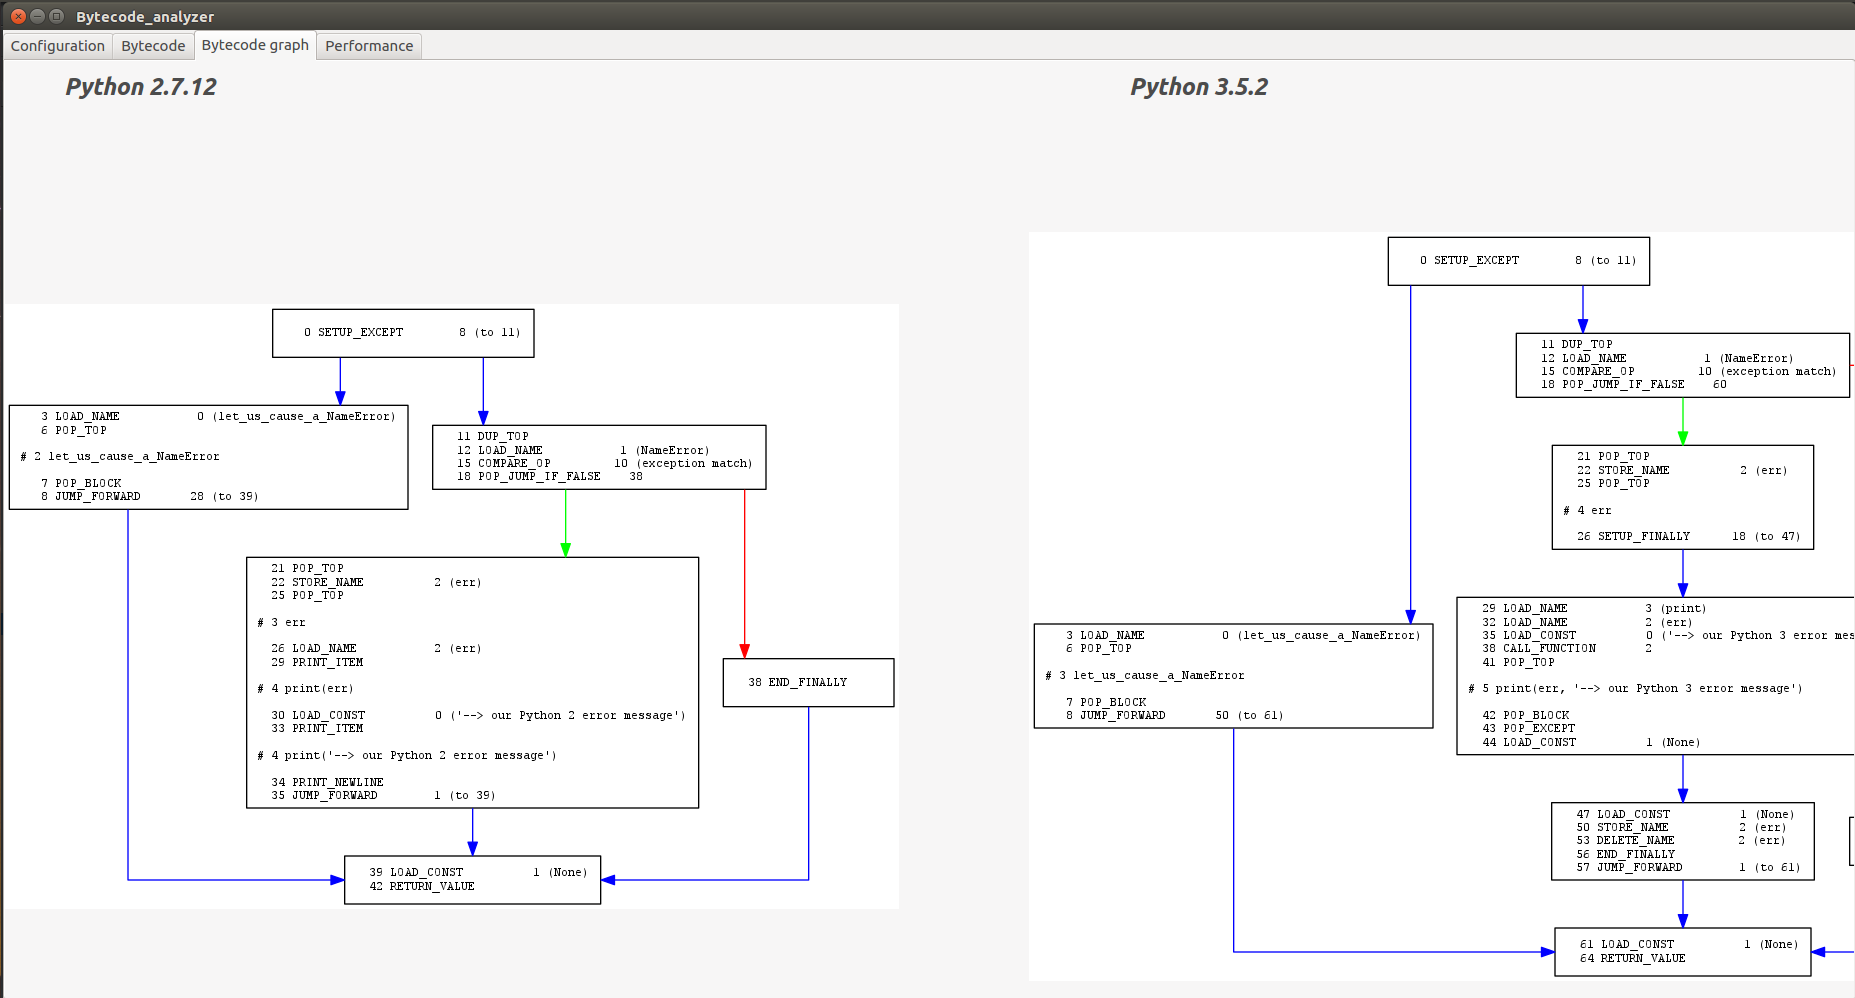 Bytecode_analyzer
Configuration Bytecode Bytecode graph Performance
Python 2.7.12
0 SETUP_EXCEPT 8 (to 11)
3 LOAD_NAME 0 (let_us_cause_a_NameError)
6 POP_TOP
# 2 let_us_cause_a_NameError
7 POP_BLOCK
8 JUMP_FORWARD 28 (to 39)
11 DUP_TOP
12 LOAD_NAME 1 (NameError)
15 COMPARE_OP 10 (exception match)
18 POP_JUMP_IF_FALSE 38
21 POP_TOP
22 STORE_NAME 2 (err)
25 POP_TOP
# 3 err
26 LOAD_NAME 2 (err)
29 PRINT_ITEM
# 4 print(err)
30 LOAD_CONST 0 ('--> our Python 2 error message')
33 PRINT_ITEM
# 4 print('--> our Python 2 error message')
34 PRINT_NEWLINE
35 JUMP_FORWARD 1 (to 39)
38 END_FINALLY
39 LOAD_CONST 1 (None)
42 RETURN_VALUE
Python 3.5.2
0 SETUP_EXCEPT 8 (to 11)
11 DUP_TOP
12 LOAD_NAME 1 (NameError)
15 COMPARE_OP 10 (exception match)
18 POP_JUMP_IF_FALSE 60
21 POP_TOP
22 STORE_NAME 2 (err)
25 POP_TOP
# 4 err
26 SETUP_FINALLY 18 (to 47)
3 LOAD_NAME 0 (let_us_cause_a_NameError)
6 POP_TOP
# 3 let_us_cause_a_NameError
7 POP_BLOCK
8 JUMP_FORWARD 50 (to 61)
29 LOAD_NAME 3 (print)
32 LOAD_NAME 2 (err)
35 LOAD_CONST 0 ('--> our Python 3 error mes
38 CALL_FUNCTION 2
41 POP_TOP
# 5 print(err, '--> our Python 3 error message')
42 POP_BLOCK
43 POP_EXCEPT
44 LOAD_CONST 1 (None)
47 LOAD_CONST 1 (None)
50 STORE_NAME 2 (err)
53 DELETE_NAME 2 (err)
56 END_FINALLY
57 JUMP_FORWARD 1 (to 61)
61 LOAD_CONST 1 (None)
64 RETURN_VALUE